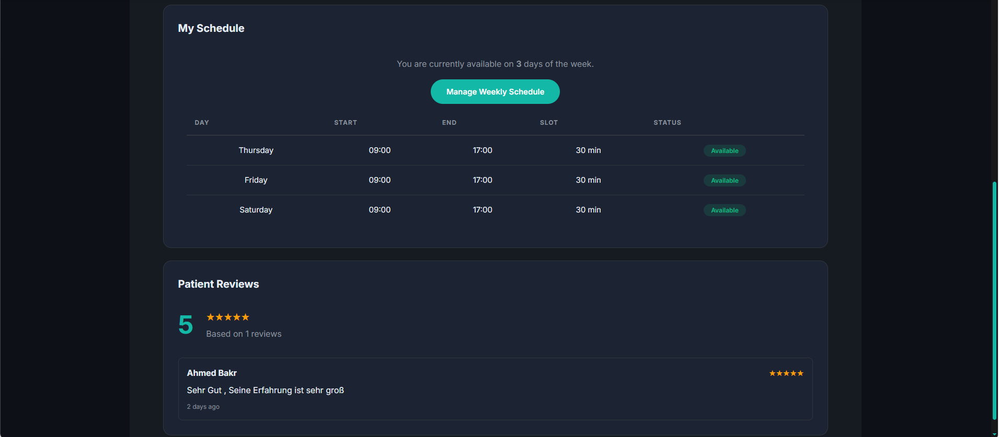 My Schedule
You are currently available on 3 days of the week.
Manage Weekly Schedule
DAY START END SLOT STATUS
Thursday 09:00 17:00 30 min Available
Friday 09:00 17:00 30 min Available
Saturday 09:00 17:00 30 min Available
Patient Reviews
5 ★★★★★
Based on 1 reviews
Ahmed Bakr ★★★★★
Sehr Gut , Seine Erfahrung ist sehr groß
2 days ago